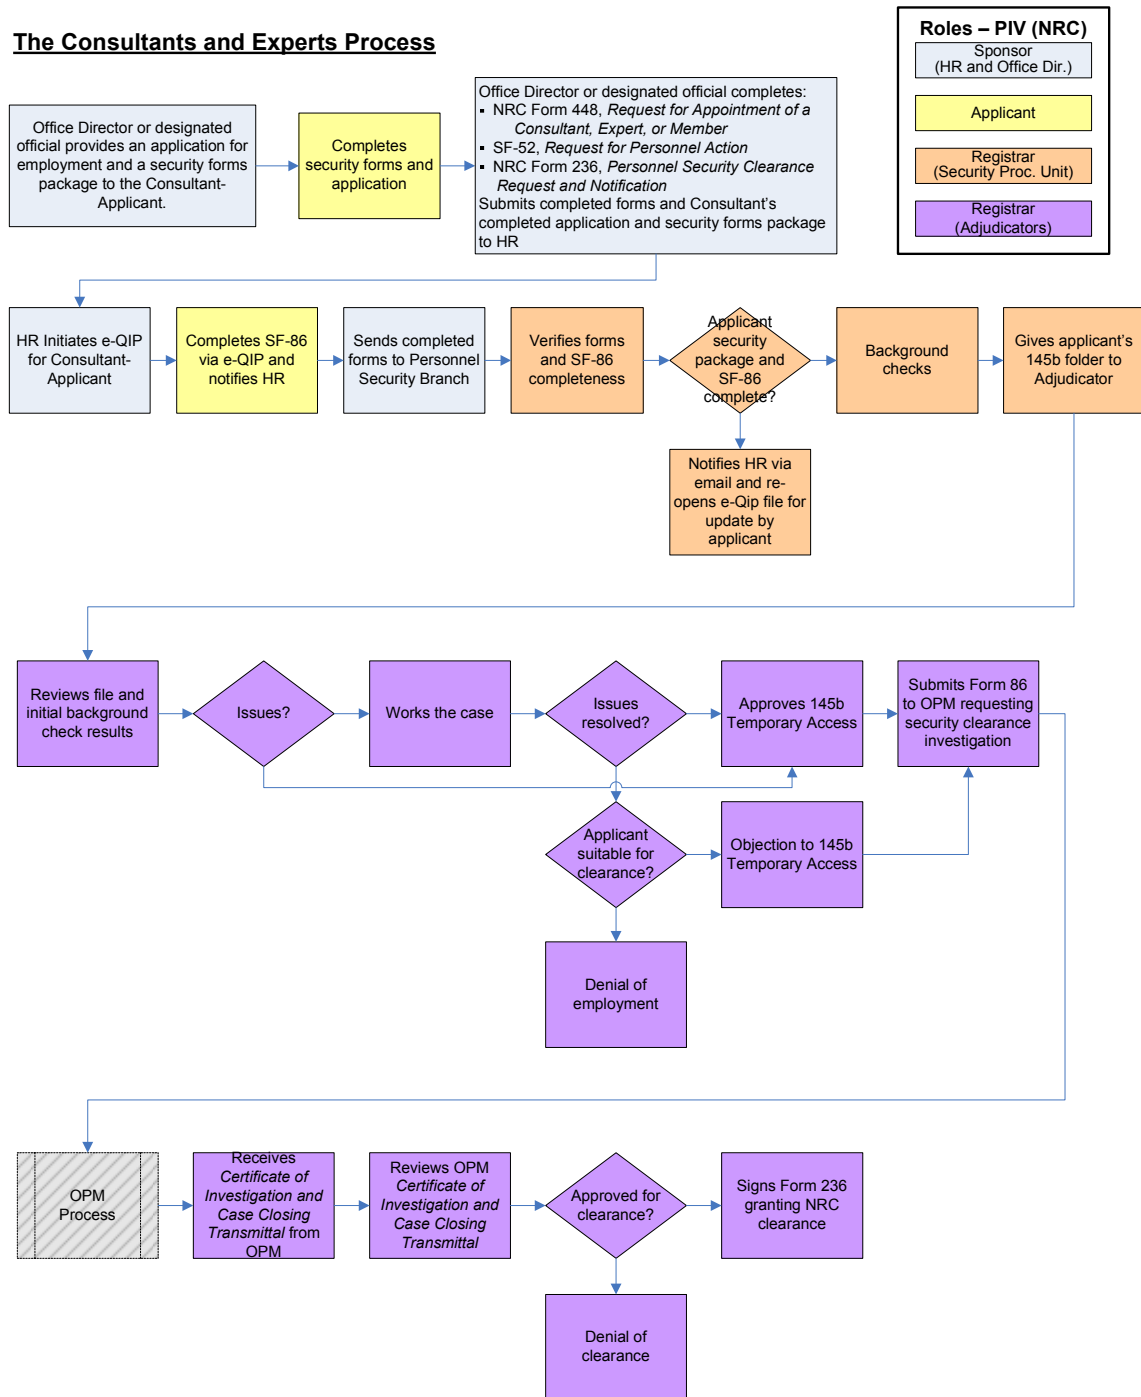 The Consultants and Experts Process
Roles – PIV (NRC)
Sponsor
(HR and Office Dir.)
Applicant
Registrar
(Security Proc. Unit)
Registrar
(Adjudicators)
Office Director or designated
official provides an application for
employment and a security forms
package to the Consultant-
Applicant.
Completes
security forms and
application
Office Director or designated official completes:
▪ NRC Form 448, Request for Appointment of a
Consultant, Expert, or Member
▪ SF-52, Request for Personnel Action
▪ NRC Form 236, Personnel Security Clearance
Request and Notification
Submits completed forms and Consultant’s
completed application and security forms package
to HR
HR Initiates e-QIP
for Consultant-
Applicant
Completes SF-86
via e-QIP and
notifies HR
Sends completed
forms to Personnel
Security Branch
Verifies forms
and SF-86
completeness
Applicant
security package
and
SF-86
complete?
Background
checks
Gives applicant’s
145b folder to
Adjudicator
Notifies HR via
email and re-
opens e-Qip file for
update by
applicant
Reviews file and
initial background
check results
Issues?
Works the case
Issues
resolved?
Approves 145b
Temporary Access
Submits Form 86
to OPM requesting
security clearance
investigation
Applicant
suitable for
clearance?
Objection to 145b
Temporary Access
Denial of
employment
OPM
Process
Receives
Certificate of
Investigation and
Case Closing
Transmittal from
OPM
Reviews OPM
Certificate of
Investigation and
Case Closing
Transmittal
Approved for
clearance?
Signs Form 236
granting NRC
clearance
Denial of
clearance